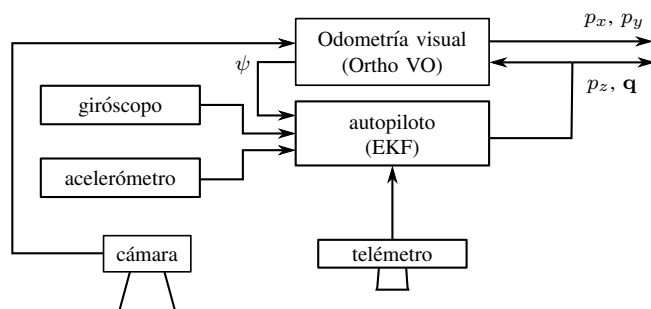 Odometría visual
(Ortho VO)
p_x, p_y
ψ
p_z, q
giróscopo
autopiloto
(EKF)
acelerómetro
cámara
telémetro